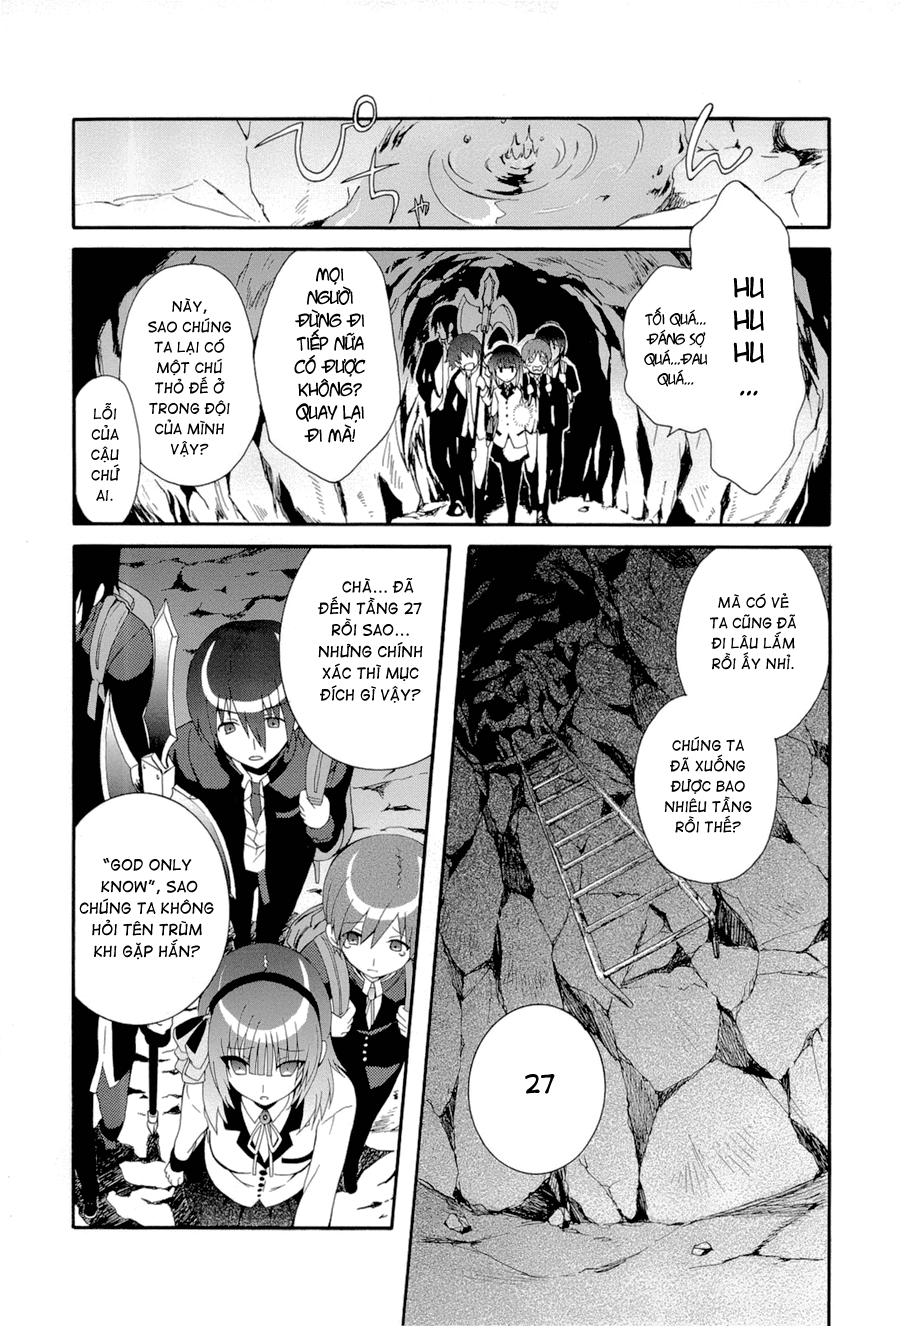 ぴちゃん
HU
HU
HU
...
TỐI QUÁ...
ĐÁNG SỢ
QUÁ...ĐAU
QUÁ...
MỌI
NGƯỜI
ĐỪNG ĐI
TIẾP NỮA
CÓ ĐƯỢC
KHÔNG?
QUAY LẠI
ĐI MÀ!
NÀY,
SAO CHÚNG
TA LẠI CÓ
MỘT CHÚ
THỎ ĐẾ Ở
TRONG ĐỘI
CỦA MÌNH
VẬY?
LỖI
CỦA
CẬU
CHỨ
AI.
MÀ CÓ VẺ
TA CŨNG ĐÃ
ĐI LÂU LẮM
RỒI ẤY NHỈ.
CHÚNG TA
ĐÃ XUỐNG
ĐƯỢC BAO
NHIÊU TẦNG
RỒI THẾ?
27
CHÀ... ĐÃ
ĐẾN TẦNG 27
RỒI SAO...
NHƯNG CHÍNH
XÁC THÌ MỤC
ĐÍCH GÌ VẬY?
“GOD ONLY
KNOW”, SAO
CHÚNG TA KHÔNG
HỎI TÊN TRÙM
KHI GẶP HẮN?